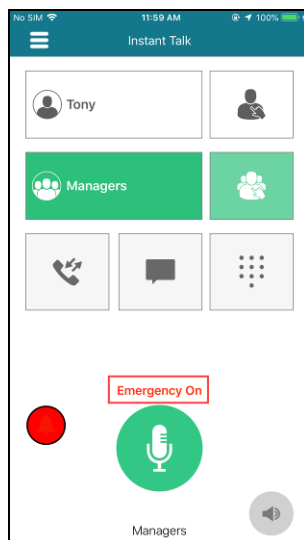 No SIM 11:59 AM 100%
Instant Talk
Tony
Managers
Emergency On
Managers